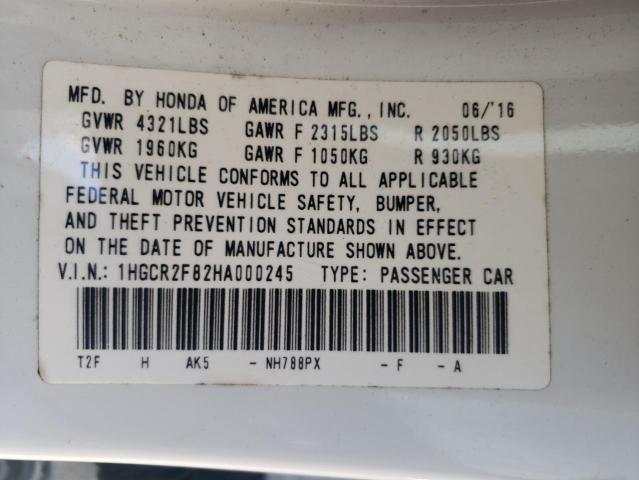 MFD. BY HONDA OF AMERICA MFG., INC. 06/'16
GVWR 4321LBS GAWR F 2315LBS R 2050LBS
GVWR 1960KG GAWR F 1050KG R 930KG
THIS VEHICLE CONFORMS TO ALL APPLICABLE
FEDERAL MOTOR VEHICLE SAFETY, BUMPER,
AND THEFT PREVENTION STANDARDS IN EFFECT
ON THE DATE OF MANUFACTURE SHOWN ABOVE.
V.I.N.: 1HGCR2F82HA000245 TYPE: PASSENGER CAR
T2F H AK5 - NH788PX - F - A